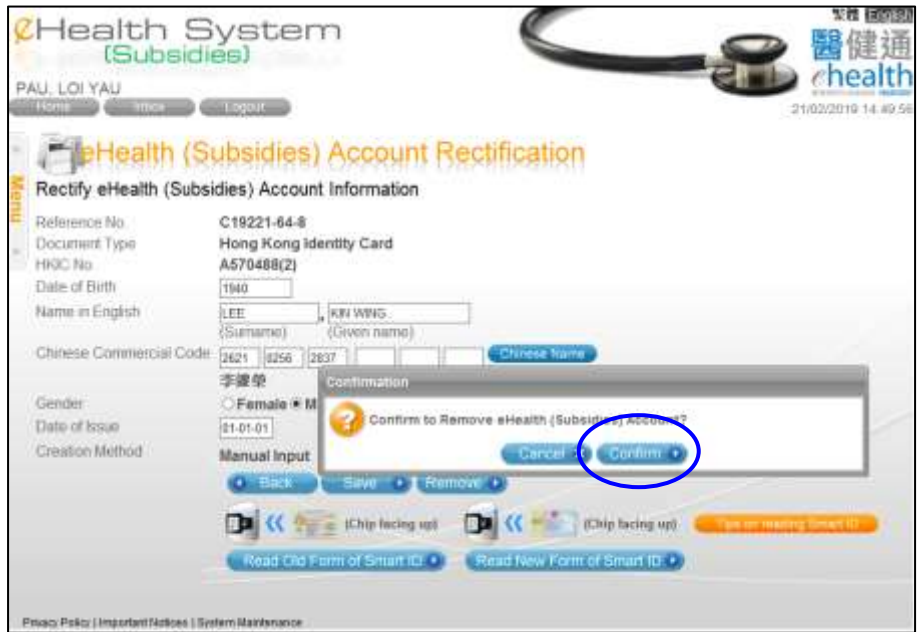 繁體 English
eHealth System
(Subsidies)
醫健通
ehealth
PAU, LOI YAU
Home Inbox Logout
21/02/2019 14:49:56
eHealth (Subsidies) Account Rectification
Menu
Rectify eHealth (Subsidies) Account Information
Reference No. C19221-64-8
Document Type Hong Kong Identity Card
HKIC No. A570488(2)
Date of Birth 1940
Name in English LEE , KIN WING
(Surname) (Given name)
Chinese Commercial Code 2621 0256 2837 Chinese Name
李健榮
Confirmation
Gender Female M
Confirm to Remove eHealth (Subsidies) Account?
Date of Issue 01-01-01
Creation Method Manual Input
Cancel Confirm
Back Save Remove
(Chip facing up) (Chip facing up) Tips on reading Smart ID
Read Old Form of Smart ID Read New Form of Smart ID
Privacy Policy | Important Notices | System Maintenance